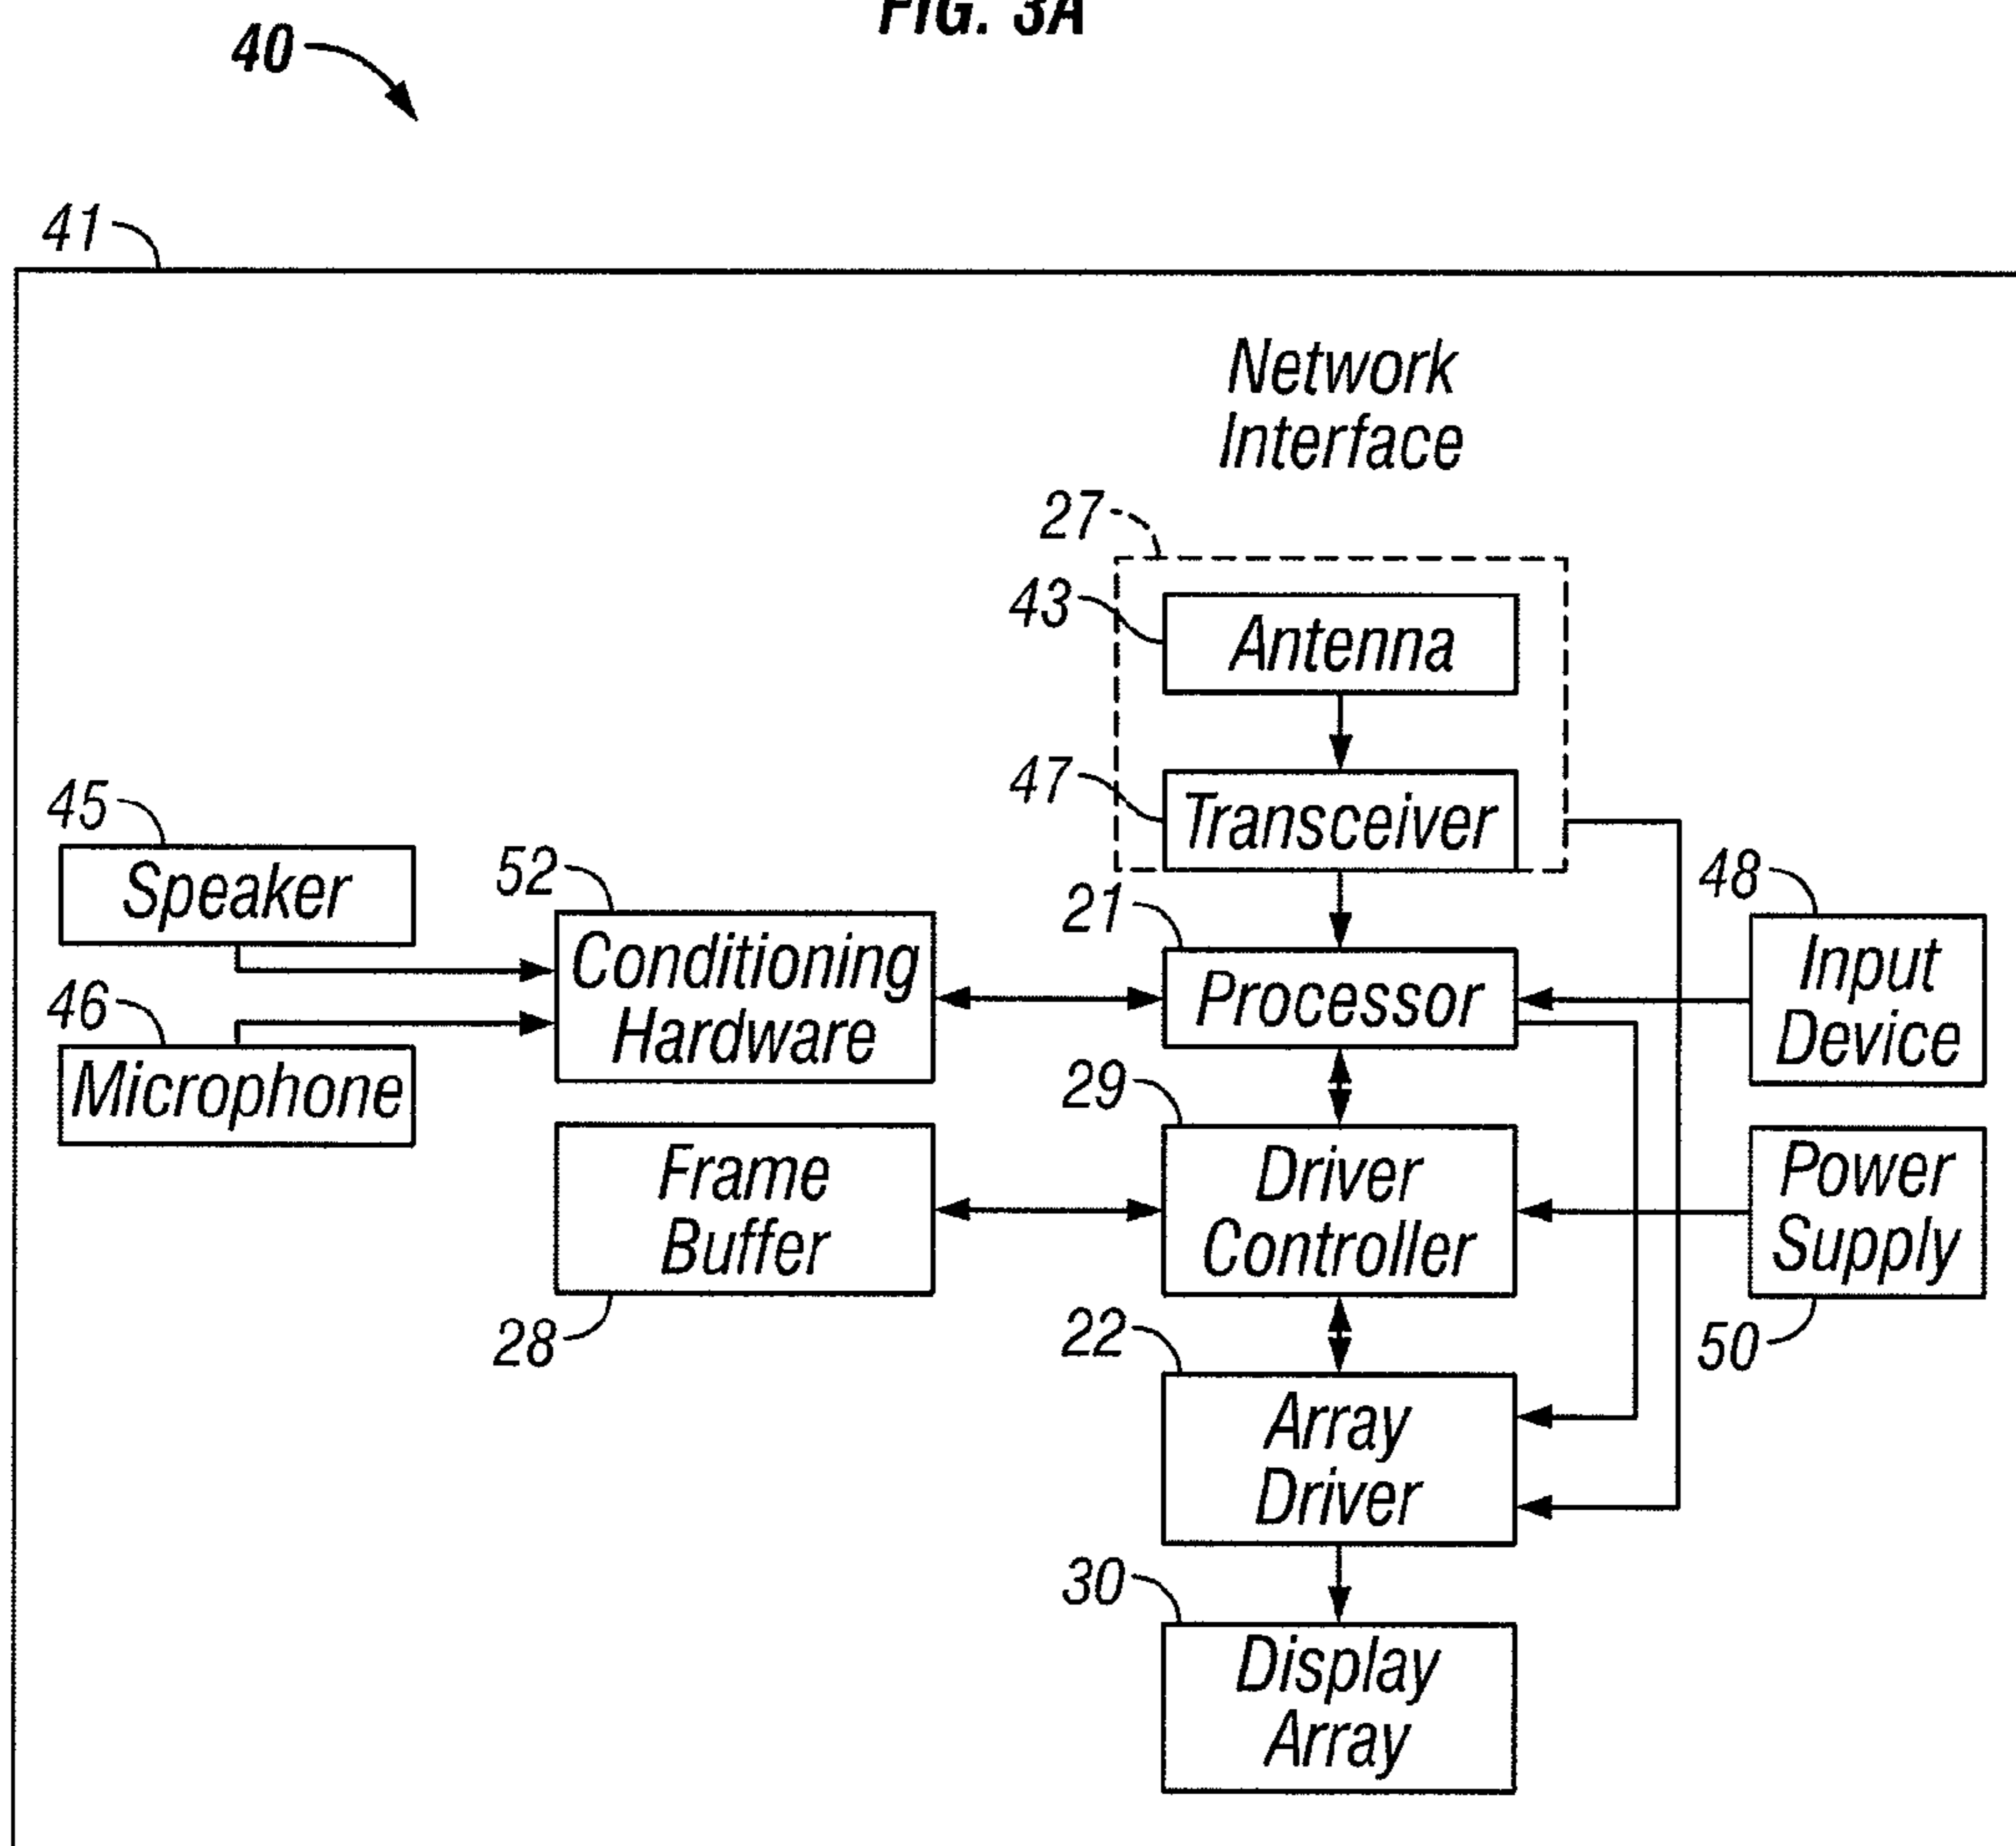 FIG. 3A
40
41
Network
Interface
27
43
Antenna
47
Transceiver
45
Speaker
52
Conditioning
Hardware
21
Processor
48
Input
Device
46
Microphone
29
Driver
Controller
Frame
Buffer
28
Power
Supply
50
22
Array
Driver
30
Display
Array